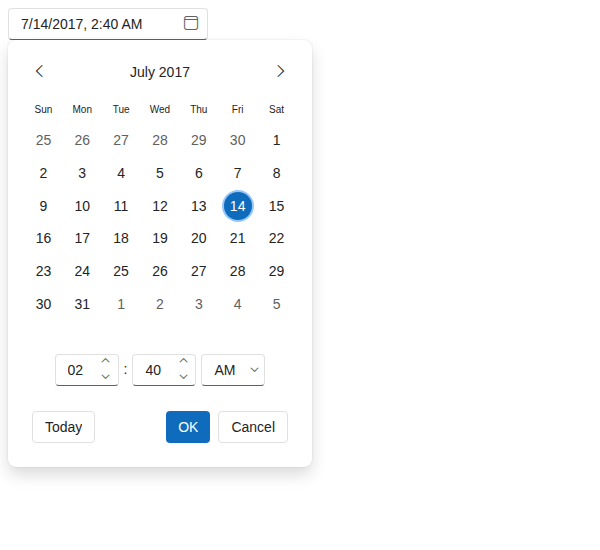 7/14/2017, 2:40 AM
July 2017
Sun Mon Tue Wed Thu Fri Sat
25 26 27 28 29 30 1
2 3 4 5 6 7 8
9 10 11 12 13 14 15
16 17 18 19 20 21 22
23 24 25 26 27 28 29
30 31 1 2 3 4 5
02 : 40 AM
Today OK Cancel